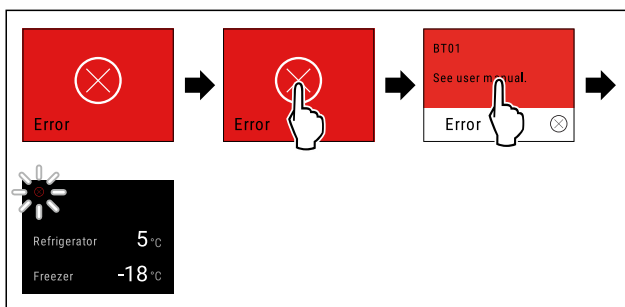 Error
Error
BT01
See user manual.
Error
Refrigerator 5 °C
Freezer -18 °C